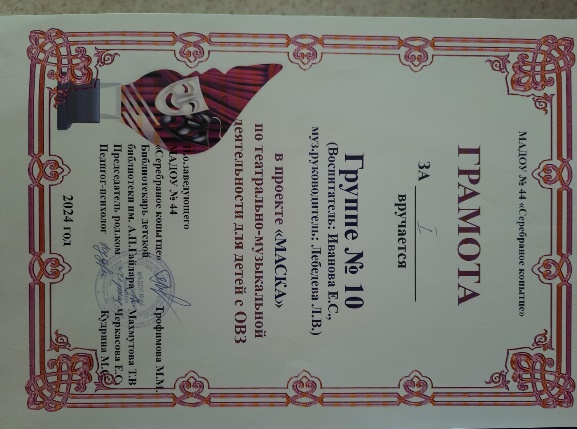 МАДОУ № 44 «Серебряное копытце»
ГРАМОТА
ЗА I
вручается
Группе № 10
(Воспитатель: Иванова Е.С.,
муз.руководитель: Лебедева Л.В.)
в проекте «МАСКА»
по театрально-музыкальной
деятельности для детей с ОВЗ
И.о.заведующего
МАДОУ № 44
«Серебряное копытце» Трофимова М.М.
Библиотекарь детской
библиотеки им. А.П.Гайдара Махмутова Т.В
Председатель род.ком Черкасова Е.С
Педагог-психолог Кудрина М.
2024 год